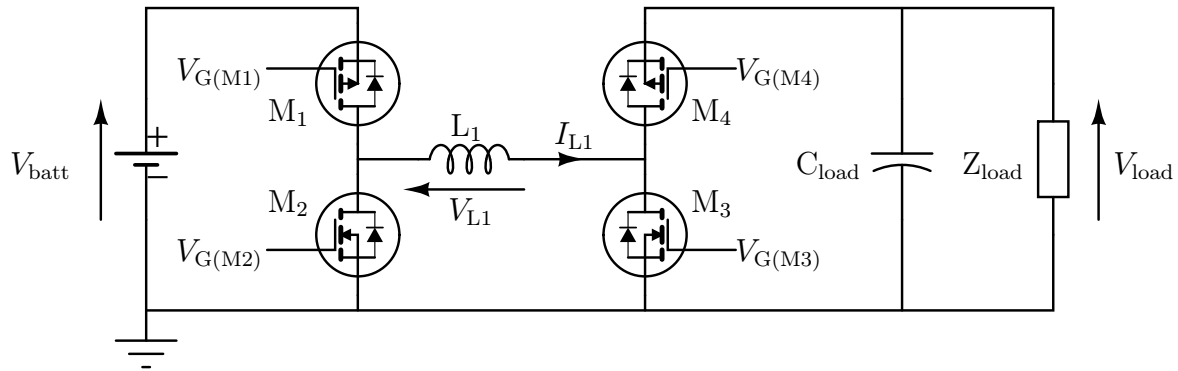 V_G(M1)
V_G(M4)
M_1
M_4
L_1
I_L1
+
V_batt
−
C_load
Z_load
V_load
M_2
V_L1
M_3
V_G(M2)
V_G(M3)